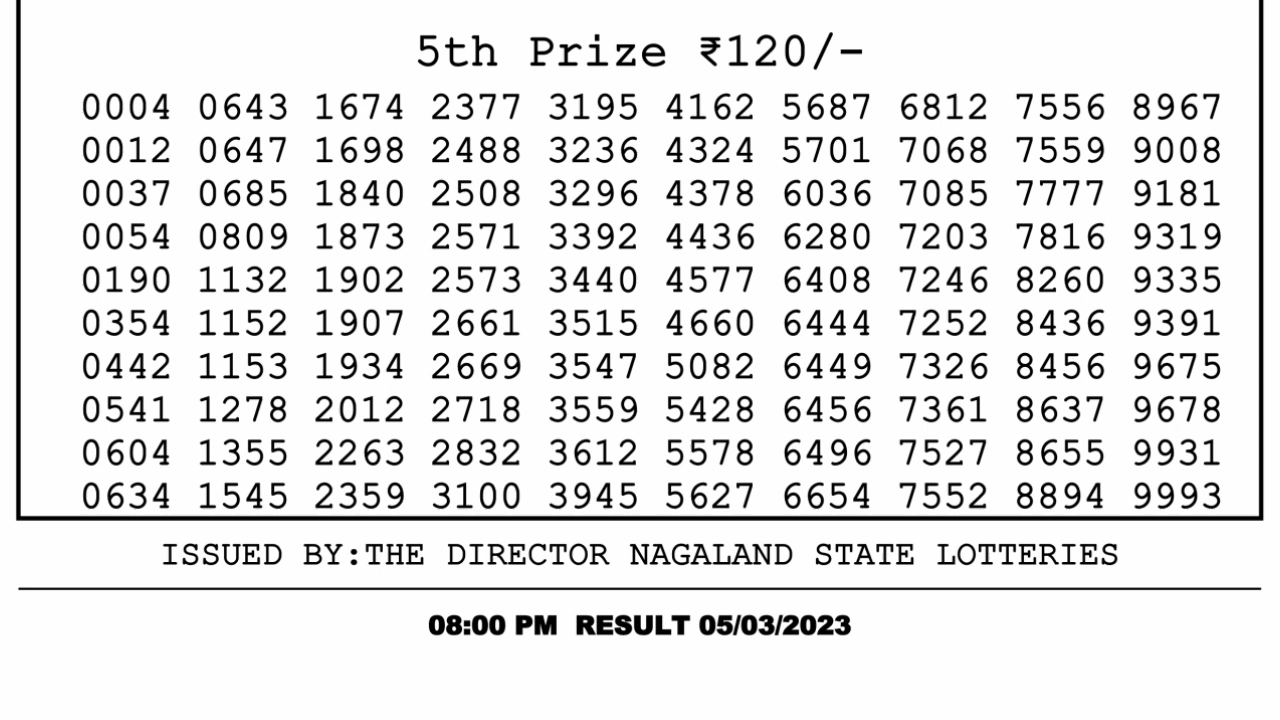 5th Prize ₹120/-
0004 0643 1674 2377 3195 4162 5687 6812 7556 8967
0012 0647 1698 2488 3236 4324 5701 7068 7559 9008
0037 0685 1840 2508 3296 4378 6036 7085 7777 9181
0054 0809 1873 2571 3392 4436 6280 7203 7816 9319
0190 1132 1902 2573 3440 4577 6408 7246 8260 9335
0354 1152 1907 2661 3515 4660 6444 7252 8436 9391
0442 1153 1934 2669 3547 5082 6449 7326 8456 9675
0541 1278 2012 2718 3559 5428 6456 7361 8637 9678
0604 1355 2263 2832 3612 5578 6496 7527 8655 9931
0634 1545 2359 3100 3945 5627 6654 7552 8894 9993
ISSUED BY:THE DIRECTOR NAGALAND STATE LOTTERIES
08:00 PM RESULT 05/03/2023